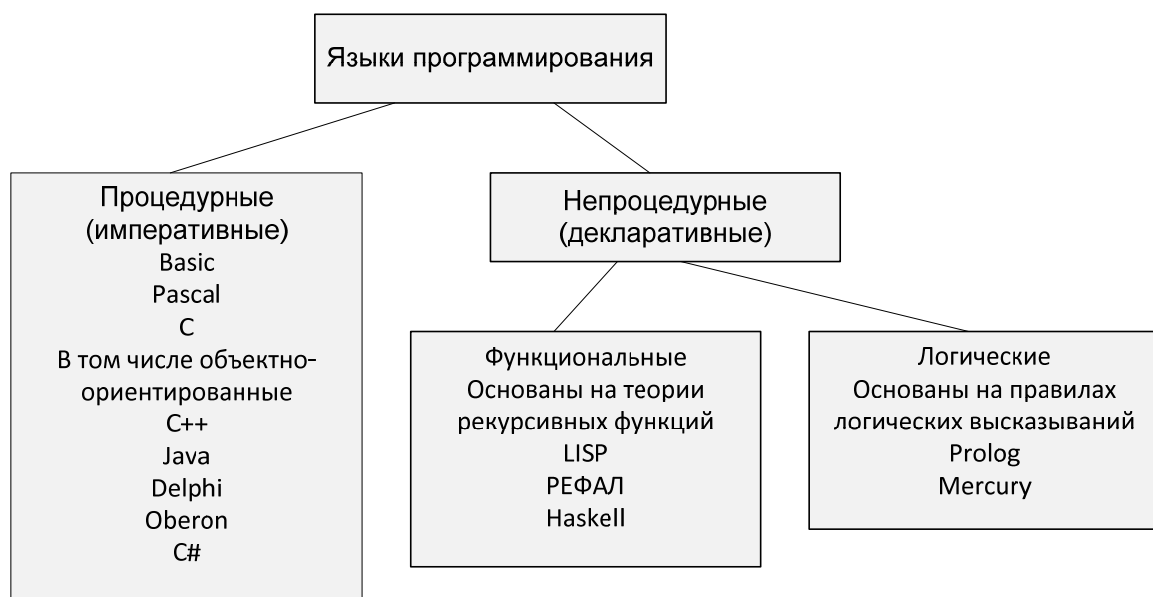 Языки программирования
Процедурные
(императивные)
Basic
Pascal
C
В том числе объектно-
ориентированные
C++
Java
Delphi
Oberon
C#
Непроцедурные
(декларативные)
Функциональные
Основаны на теории
рекурсивных функций
LISP
РЕФАЛ
Haskell
Логические
Основаны на правилах
логических высказываний
Prolog
Mercury